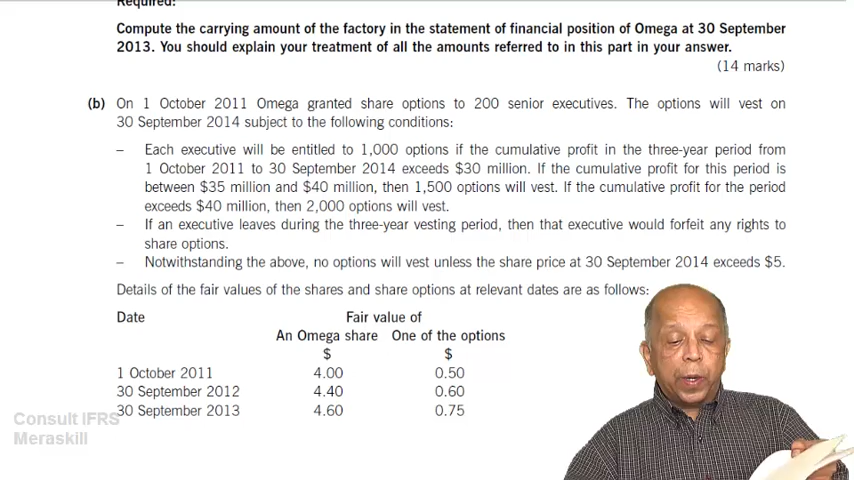 Required:
Compute the carrying amount of the factory in the statement of financial position of Omega at 30 September
2013. You should explain your treatment of all the amounts referred to in this part in your answer.
(14 marks)
(b) On 1 October 2011 Omega granted share options to 200 senior executives. The options will vest on
30 September 2014 subject to the following conditions:
– Each executive will be entitled to 1,000 options if the cumulative profit in the three-year period from
1 October 2011 to 30 September 2014 exceeds $30 million. If the cumulative profit for this period is
between $35 million and $40 million, then 1,500 options will vest. If the cumulative profit for the period
exceeds $40 million, then 2,000 options will vest.
– If an executive leaves during the three-year vesting period, then that executive would forfeit any rights to
share options.
– Notwithstanding the above, no options will vest unless the share price at 30 September 2014 exceeds $5.
Details of the fair values of the shares and share options at relevant dates are as follows:
Date Fair value of
An Omega share One of the options
$ $
1 October 2011 4.00 0.50
30 September 2012 4.40 0.60
30 September 2013 4.60 0.75
Consult IFRS
Meraskill